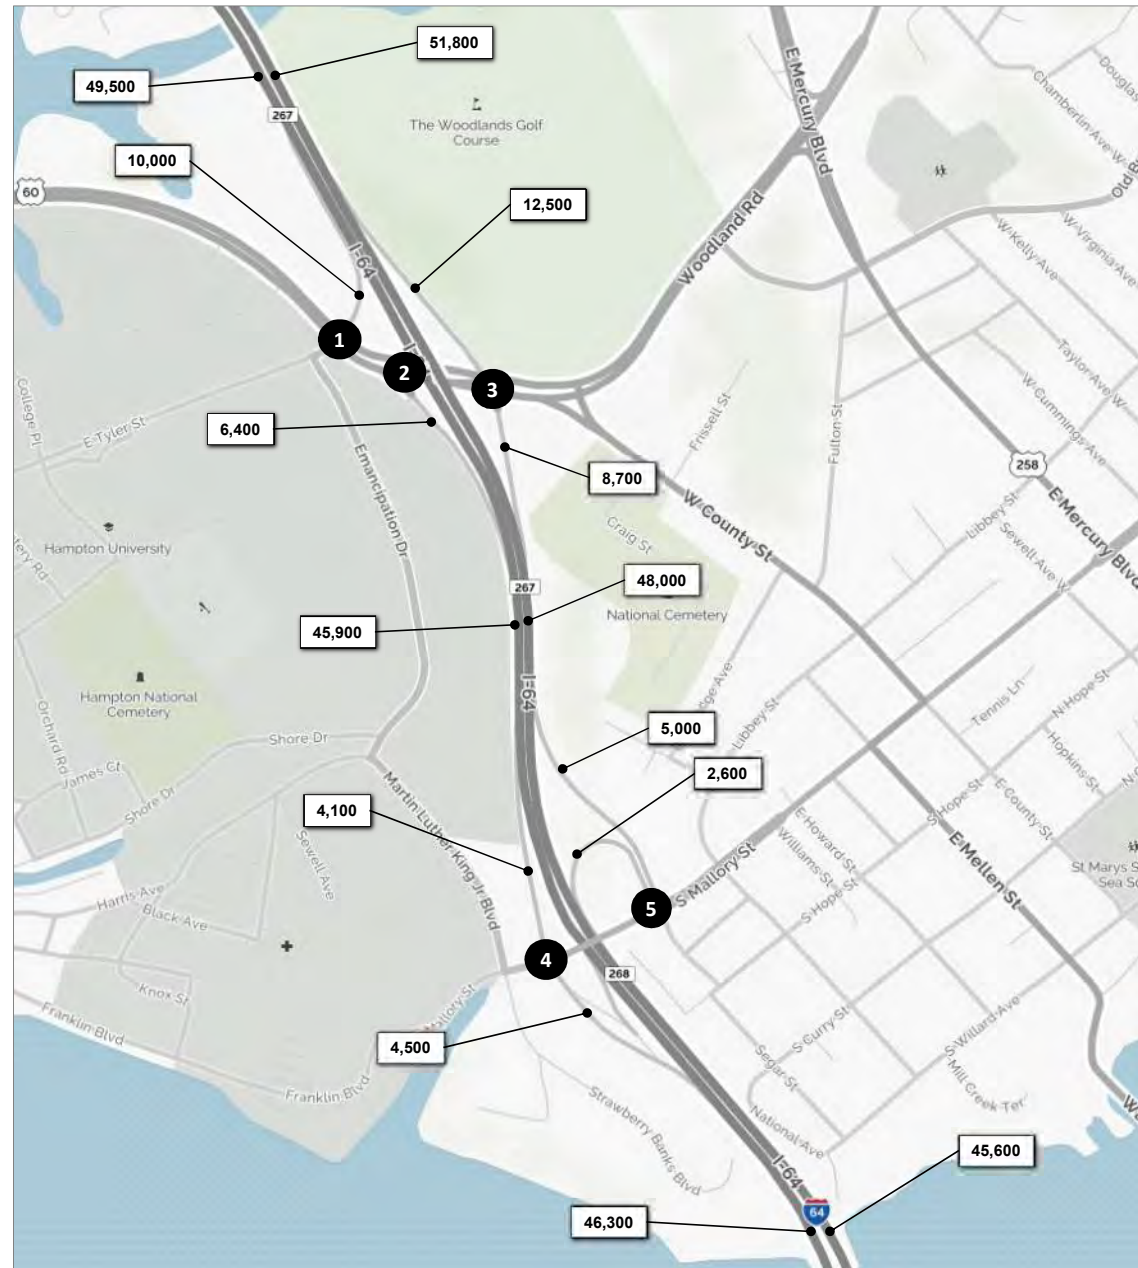 51,800
49,500
E Mercury Blvd
Douglas
267
The Woodlands Golf
Course
Chamberlin Ave W
10,000
60
12,500
Woodland Rd
W Virginia Ave
W Kelly Ave
I-64
1
2
3
Taylor Ave W
College Pl
E Tyler St
6,400
Frissell St
Fulton St
W Cummings Ave
Emancipation Dr
8,700
258
W County St
E Mercury Blvd
Libbey St
Sewell Ave W
Craig St
Hampton University
267
48,000
National Cemetery
45,900
Hampton National
Cemetery
I-64
Tennis Ln
N Hope St
Orchard Rd
Shore Dr
5,000
Libbey St
Hopkins St
James Ct
Shore Dr
2,600
4,100
Martin Luther King Jr Blvd
S Hope St
E County St
E Howard St
Williams St
E Mellen St
Sewell Ave
S Mallory St
St Marys S
Sea Sc
Harris Ave
Black Ave
5
S Hope St
4
268
Knox St
Franklin Blvd
Mallory St
S Willard Ave
S Curry St
4,500
Segar St
Mill Creek Ter
Franklin Blvd
Strawberry Banks Blvd
National Ave
45,600
I-64
64
46,300